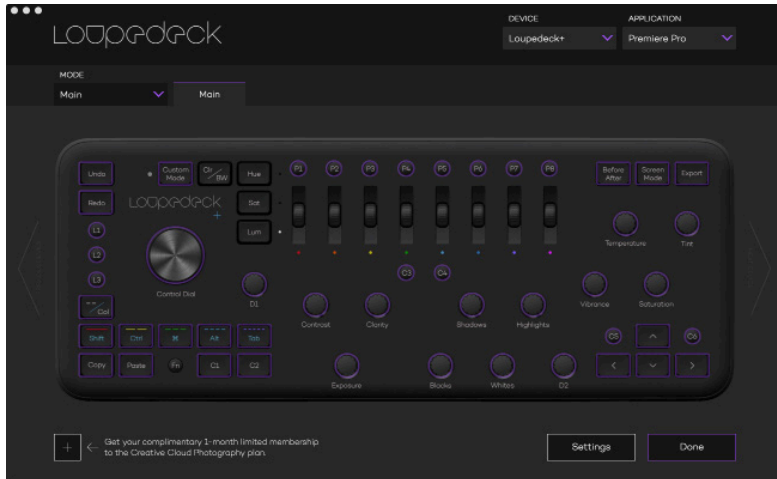 LOUPEDECK
DEVICE
APPLICATION
Loupedeck+
Premiere Pro
MODE
Main
Main
Undo
Custom
Mode
Clr/BW
Hue
P1
P2
P3
P4
P5
P6
P7
P8
Before
After
Screen
Mode
Export
Redo
LOUPEDECK
+
Sat
L1
Lum
Temperature
Tint
L2
C3
C4
L3
Control Dial
D1
Vibrance
Saturation
/Col
Contrast
Clarity
Shadows
Highlights
Shift
Ctrl
⌘
Alt
Tab
C5
C6
Copy
Paste
Fn
C1
C2
Exposure
Blacks
Whites
D2
+
Get your complimentary 1-month limited membership
to the Creative Cloud Photography plan
Settings
Done